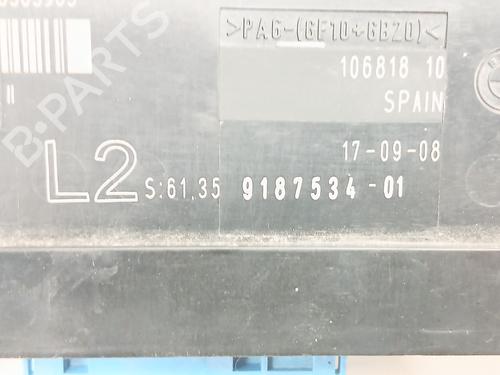 >PA6-(GF10+GB20)<
106818 10
SPAIN
17-09-08
L2 S:61.35 9187534-01
B-PARTS